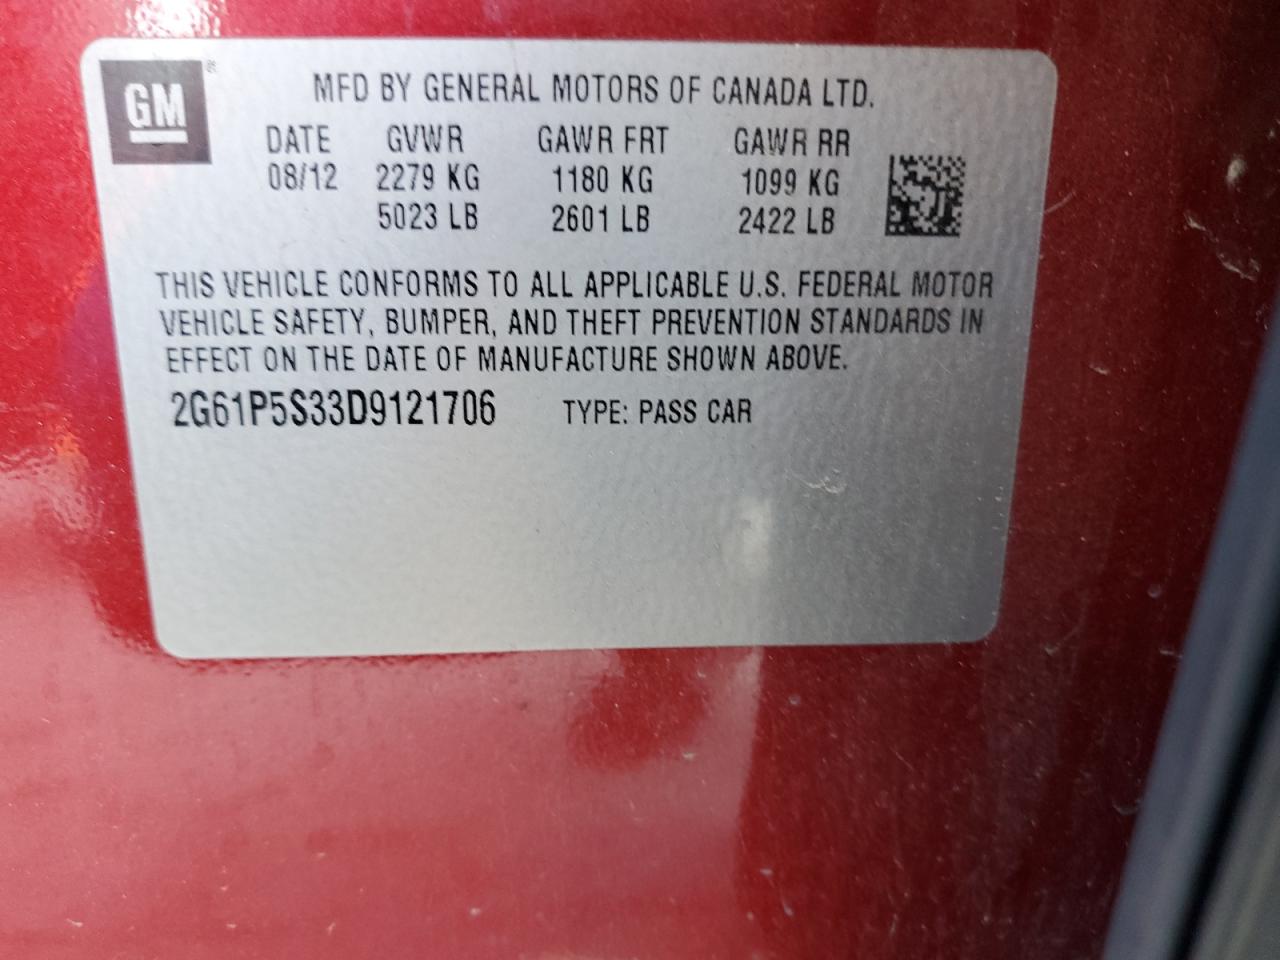 GM
MFD BY GENERAL MOTORS OF CANADA LTD.
DATE GVWR GAWR FRT GAWR RR
08/12 2279 KG 1180 KG 1099 KG
5023 LB 2601 LB 2422 LB
THIS VEHICLE CONFORMS TO ALL APPLICABLE U.S. FEDERAL MOTOR
VEHICLE SAFETY, BUMPER, AND THEFT PREVENTION STANDARDS IN
EFFECT ON THE DATE OF MANUFACTURE SHOWN ABOVE.
2G61P5S33D9121706 TYPE: PASS CAR